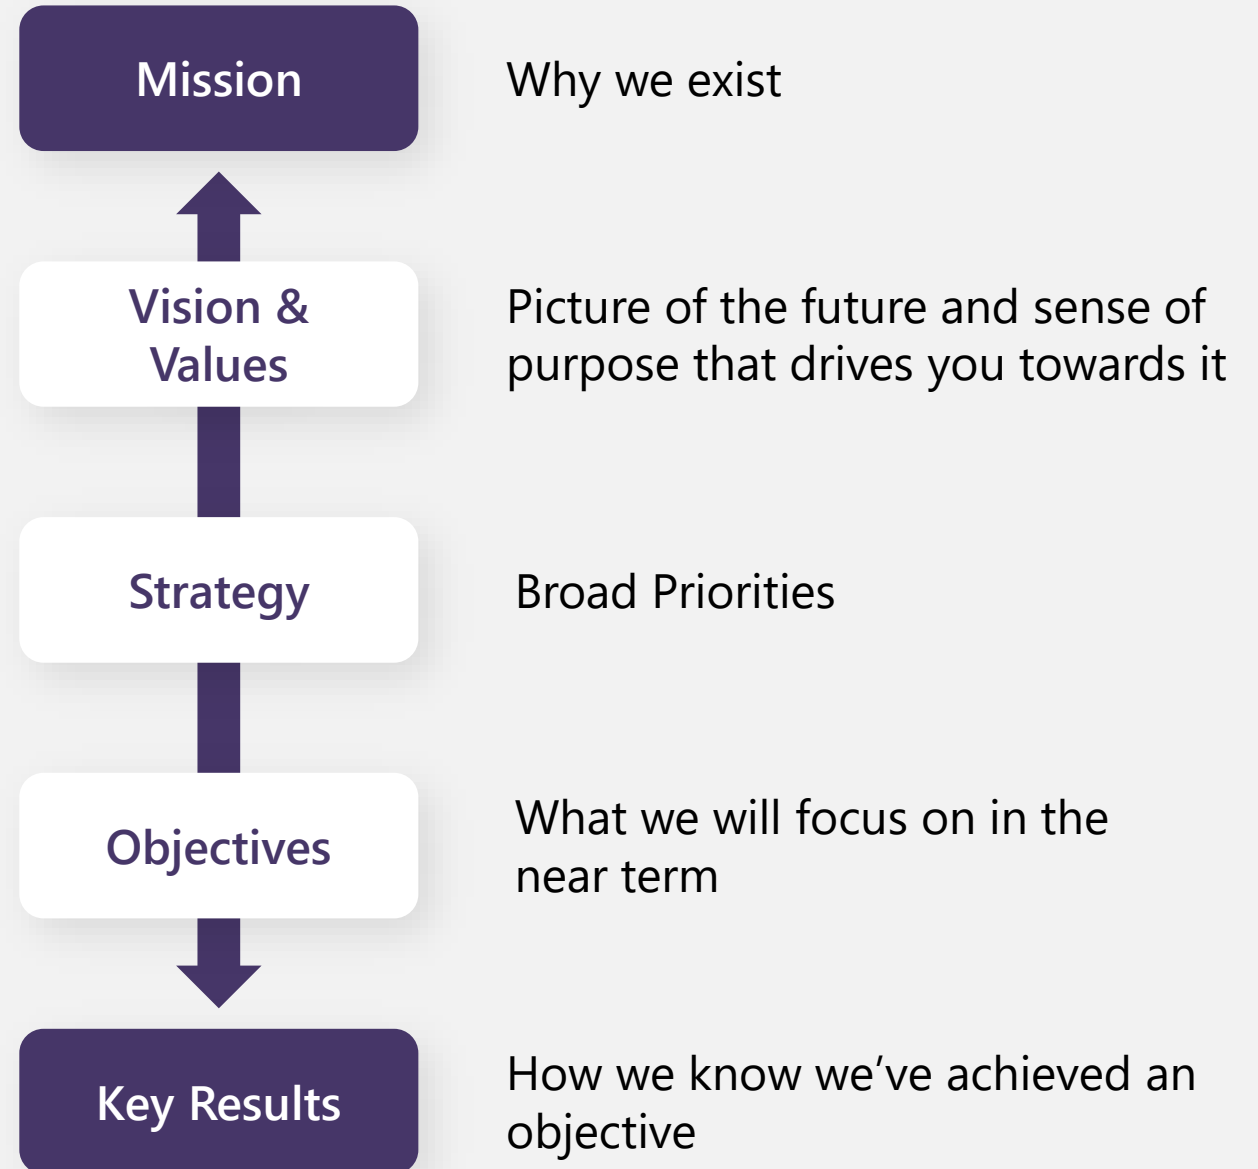 Mission
Why we exist
Vision &
Values
Picture of the future and sense of
purpose that drives you towards it
Strategy
Broad Priorities
Objectives
What we will focus on in the
near term
Key Results
How we know we’ve achieved an
objective